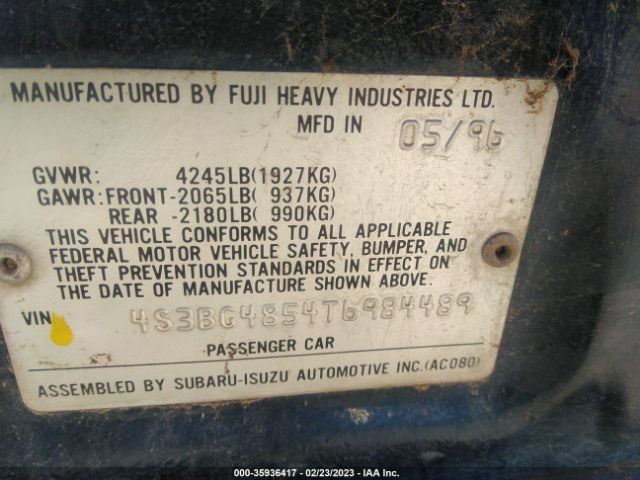 MANUFACTURED BY FUJI HEAVY INDUSTRIES LTD.
MFD IN 05/96
GVWR: 4245LB(1927KG)
GAWR:FRONT-2065LB( 937KG)
REAR -2180LB( 990KG)
THIS VEHICLE CONFORMS TO ALL APPLICABLE
FEDERAL MOTOR VEHICLE SAFETY, BUMPER, AND
THEFT PREVENTION STANDARDS IN EFFECT ON
THE DATE OF MANUFACTURE SHOWN ABOVE.
VIN 4S3BG4854T6984489
PASSENGER CAR
ASSEMBLED BY SUBARU-ISUZU AUTOMOTIVE INC.(AC080)
000-35936417 - 02/23/2023 - IAA Inc.